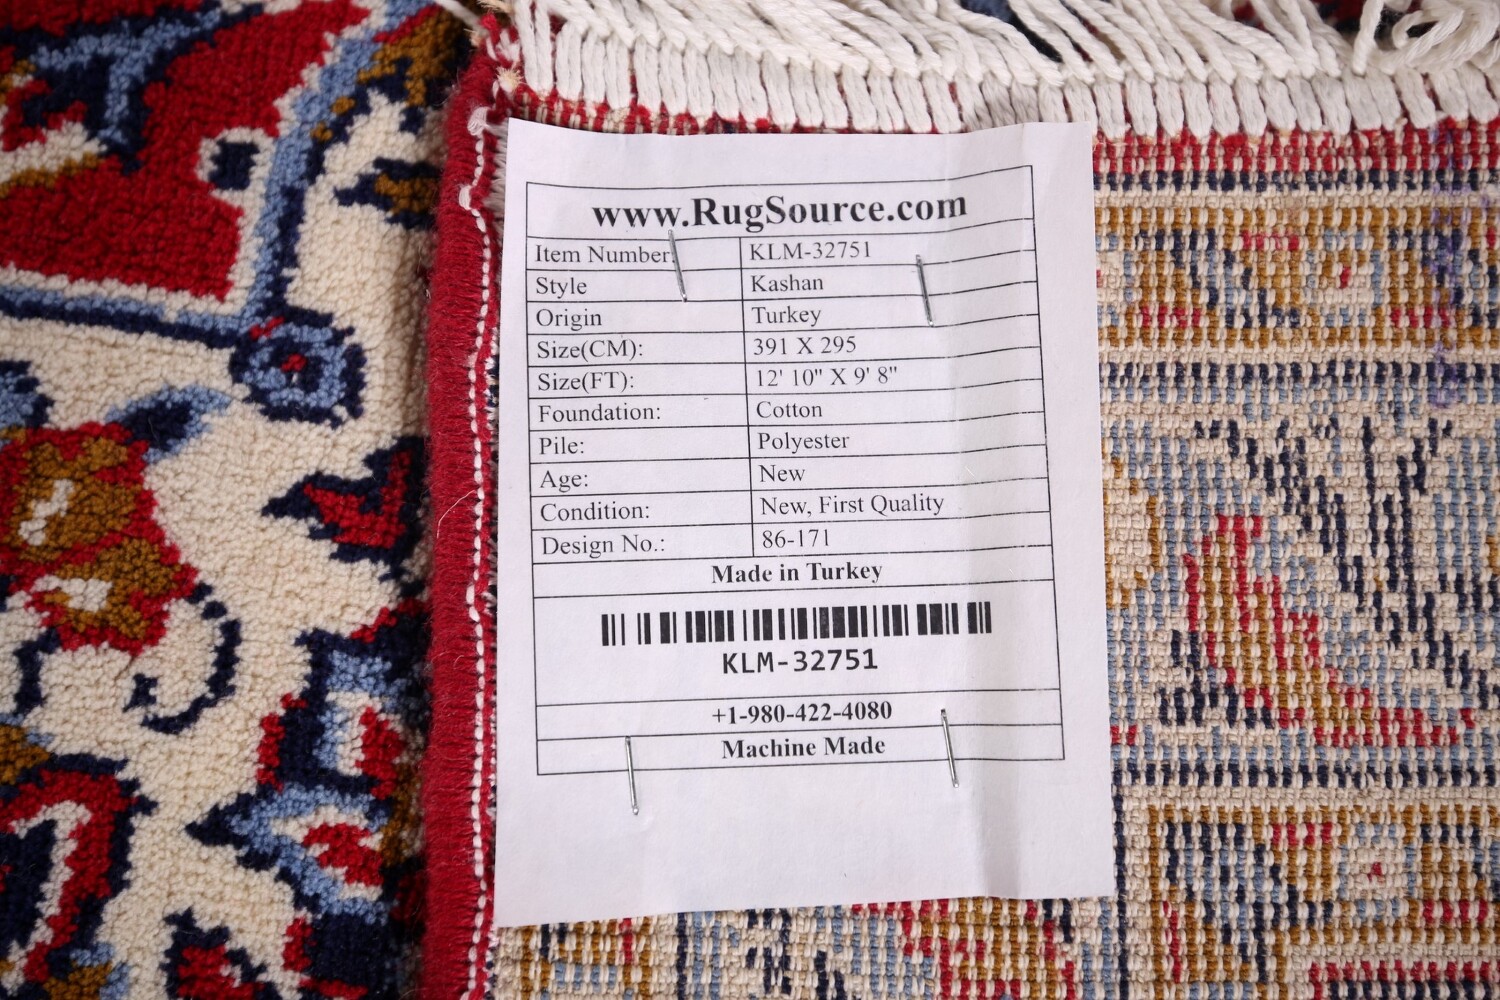 www.RugSource.com
Item Number: KLM-32751
Style Kashan
Origin Turkey
Size(CM): 391 X 295
Size(FT): 12' 10" X 9' 8"
Foundation: Cotton
Pile: Polyester
Age: New
Condition: New, First Quality
Design No.: 86-171
Made in Turkey
KLM-32751
+1-980-422-4080
Machine Made